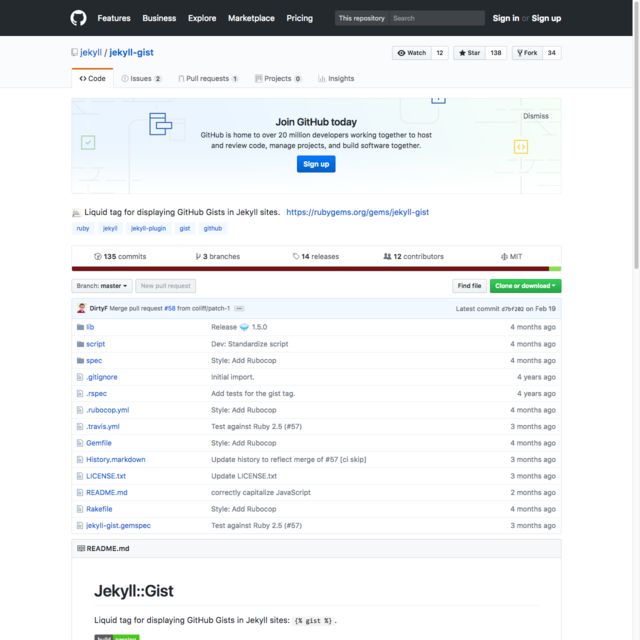 Features Business Explore Marketplace Pricing This repository Search Sign in or Sign up
jekyll / jekyll-gist Watch 12 Star 138 Fork 34
Code Issues 2 Pull requests 1 Projects 0 Insights
Join GitHub today Dismiss
GitHub is home to over 20 million developers working together to host
and review code, manage projects, and build software together.
Sign up
Liquid tag for displaying GitHub Gists in Jekyll sites. https://rubygems.org/gems/jekyll-gist
ruby jekyll jekyll-plugin gist github
135 commits 3 branches 14 releases 12 contributors MIT
Branch: master New pull request Find file Clone or download
DirtyF Merge pull request #58 from coliff/patch-1 Latest commit d7bf202 on Feb 19
lib Release 1.5.0 4 months ago
script Dev: Standardize script 4 months ago
spec Style: Add Rubocop 4 months ago
.gitignore Initial import. 4 years ago
.rspec Add tests for the gist tag. 4 years ago
.rubocop.yml Style: Add Rubocop 4 months ago
.travis.yml Test against Ruby 2.5 (#57) 3 months ago
Gemfile Style: Add Rubocop 4 months ago
History.markdown Update history to reflect merge of #57 [ci skip] 3 months ago
LICENSE.txt Update LICENSE.txt 3 months ago
README.md correctly capitalize JavaScript 2 months ago
Rakefile Style: Add Rubocop 4 months ago
jekyll-gist.gemspec Test against Ruby 2.5 (#57) 3 months ago
README.md
Jekyll::Gist
Liquid tag for displaying GitHub Gists in Jekyll sites: {% gist %}.